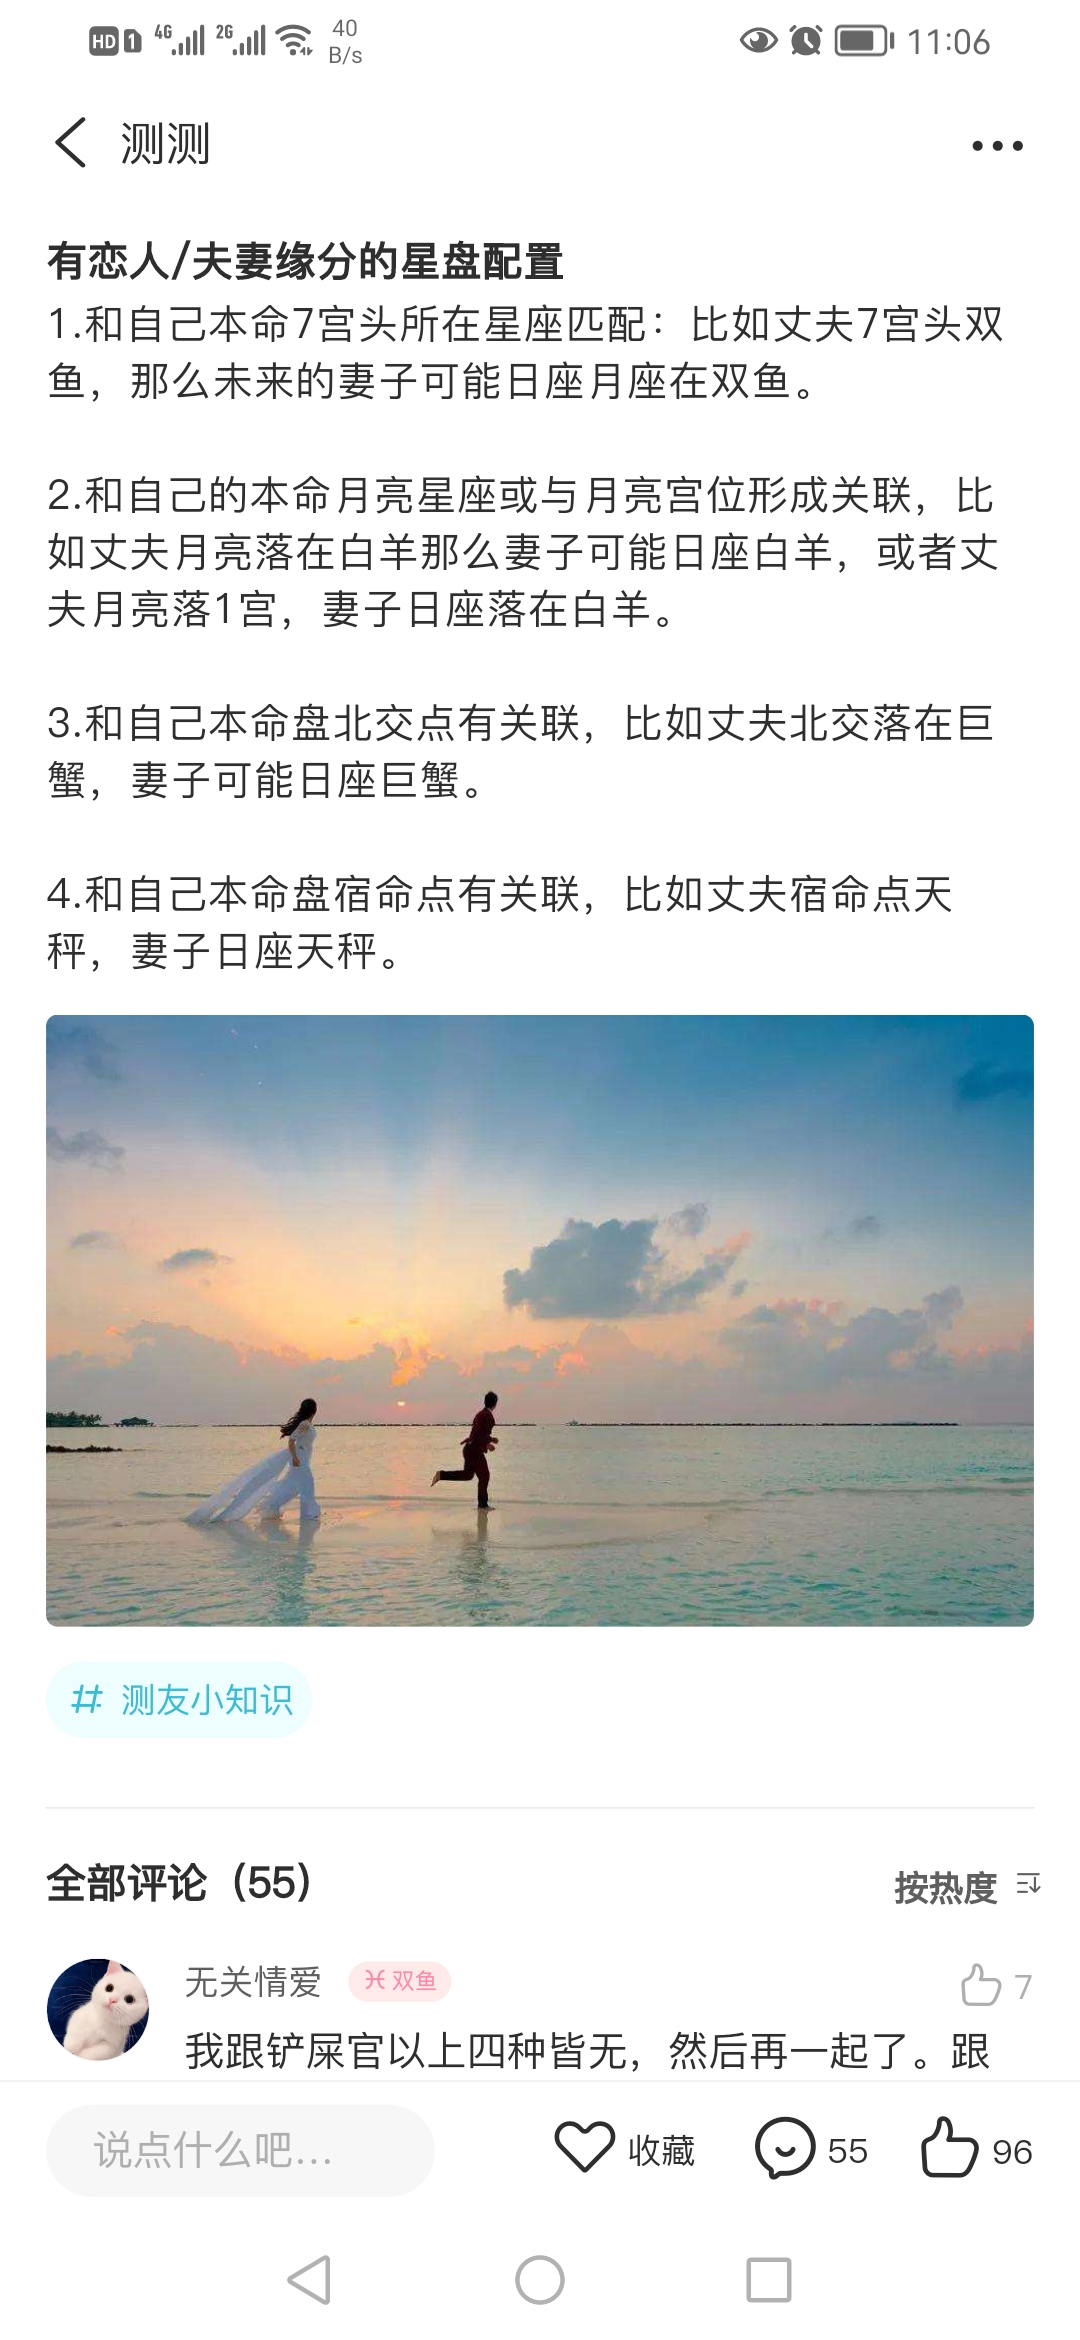 HD 1 4G 2G 40 B/s 11:06
测测
有恋人/夫妻缘分的星盘配置
1.和自己本命7宫头所在星座匹配：比如丈夫7宫头双
鱼，那么未来的妻子可能日座月座在双鱼。
2.和自己的本命月亮星座或与月亮宫位形成关联，比
如丈夫月亮落在白羊那么妻子可能日座白羊，或者丈
夫月亮落1宫，妻子日座落在白羊。
3.和自己本命盘北交点有关联，比如丈夫北交落在巨
蟹，妻子可能日座巨蟹。
4.和自己本命盘宿命点有关联，比如丈夫宿命点天
秤，妻子日座天秤。
# 测友小知识
全部评论（55） 按热度
无关情爱 ♓ 双鱼 7
我跟铲屎官以上四种皆无，然后再一起了。跟
说点什么吧... 收藏 55 96